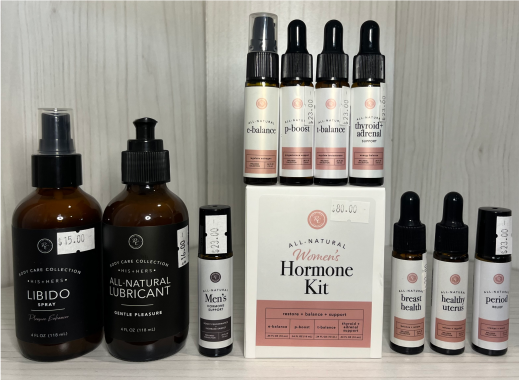 ALL-NATURAL
e-balance
ALL-NATURAL
p-boost
$23.00
ALL-NATURAL
t-balance
$23.00
ALL-NATURAL
thyroid+
adrenal
SUPPORT
$23.00
$35.00
BODY CARE COLLECTION
•HIS+HERS•
LIBIDO
SPRAY
4 FL OZ (118 mL)
BODY CARE COLLECTION
•HIS+HERS•
ALL-NATURAL
LUBRICANT
GENTLE PLEASURE
4 FL OZ (118 mL)
$23.00
ALL-NATURAL
Men's
HORMONE
SUPPORT
$80.00
ALL-NATURAL
Women's
Hormone
Kit
restore + balance + support
e-balance
p-boost
t-balance
thyroid +
adrenal
support
ALL-NATURAL
breast
health
ALL-NATURAL
healthy
uterus
$23.00
ALL-NATURAL
period
RELIEF